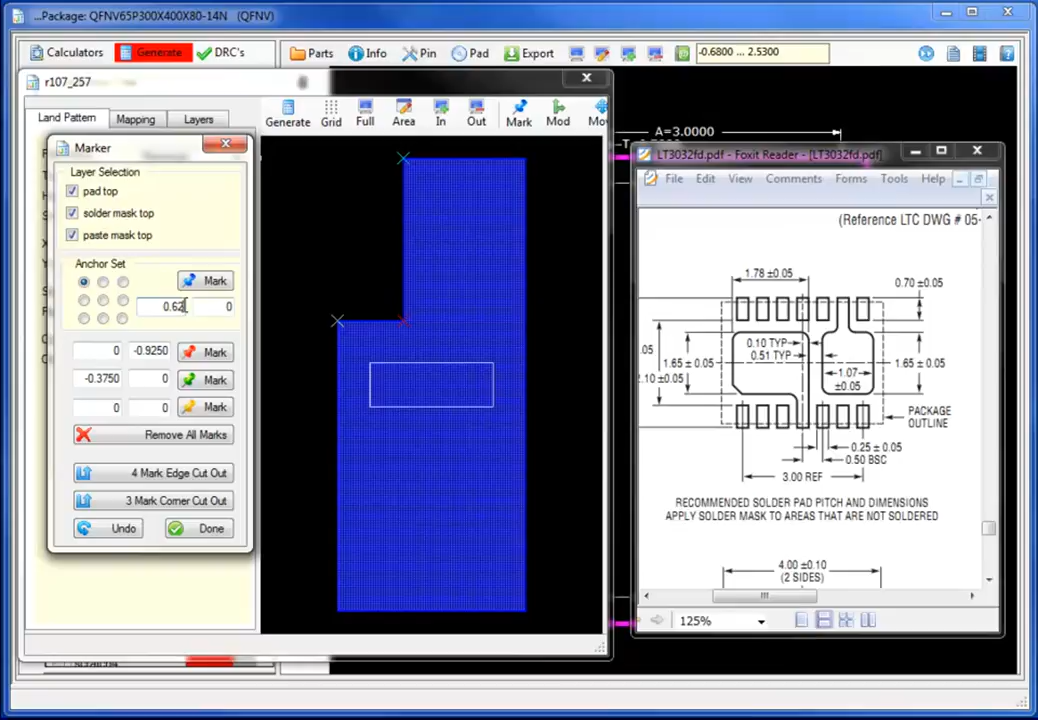 ...Package: QFNV65P300X400X80-14N (QFNV)
Calculators Generate DRC's Parts Info Pin Pad Export -0.6800 ... 2.5300
r107_257
Land Pattern Mapping Layers
Generate Grid Full Area In Out Mark Mod Mov
Marker
Layer Selection
pad top
solder mask top
paste mask top
Anchor Set
Mark
0.62 0
0 -0.9250 Mark
-0.3750 0 Mark
0 0 Mark
Remove All Marks
4 Mark Edge Cut Out
3 Mark Corner Cut Out
Undo Done
A=3.0000
LT3032fd.pdf - Foxit Reader - [LT3032fd.pdf]
File Edit View Comments Forms Tools Help
(Reference LTC DWG # 05-
1.78 ±0.05
0.70 ±0.05
0.10 TYP
0.51 TYP
.05
1.65 ± 0.05
1.65 ± 0.05
2.10 ±0.05
1.07
±0.05
PACKAGE
OUTLINE
0.25 ± 0.05
0.50 BSC
3.00 REF
RECOMMENDED SOLDER PAD PITCH AND DIMENSIONS
APPLY SOLDER MASK TO AREAS THAT ARE NOT SOLDERED
4.00 ±0.10
(2 SIDES)
125%